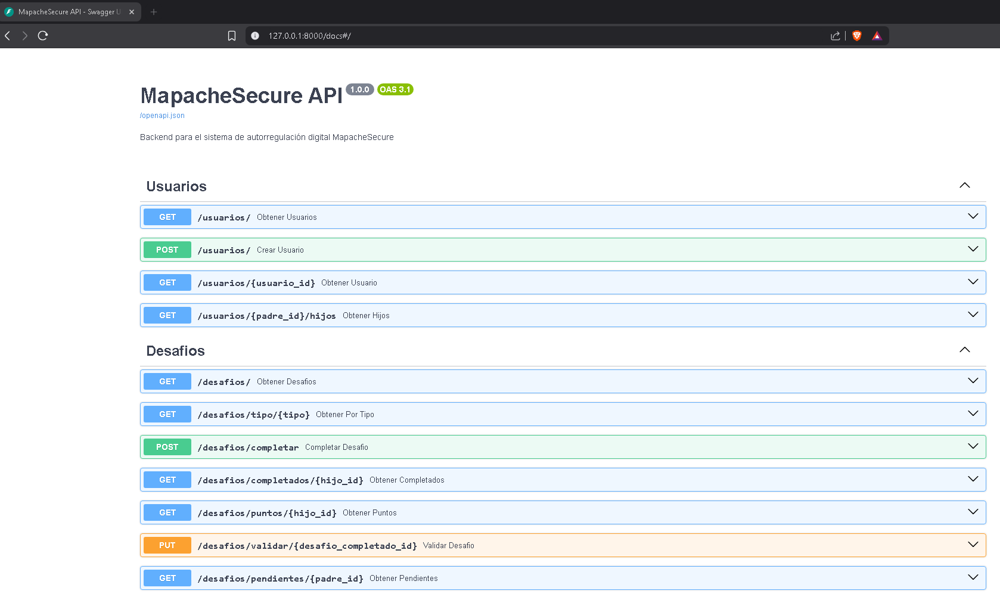 MapacheSecure API - Swagger U
127.0.0.1:8000/docs#/
MapacheSecure API 1.0.0 OAS 3.1
/openapi.json
Backend para el sistema de autorregulación digital MapacheSecure
Usuarios
GET /usuarios/ Obtener Usuarios
POST /usuarios/ Crear Usuario
GET /usuarios/{usuario_id} Obtener Usuario
GET /usuarios/{padre_id}/hijos Obtener Hijos
Desafios
GET /desafios/ Obtener Desafios
GET /desafios/tipo/{tipo} Obtener Por Tipo
POST /desafios/completar Completar Desafio
GET /desafios/completados/{hijo_id} Obtener Completados
GET /desafios/puntos/{hijo_id} Obtener Puntos
PUT /desafios/validar/{desafio_completado_id} Validar Desafio
GET /desafios/pendientes/{padre_id} Obtener Pendientes